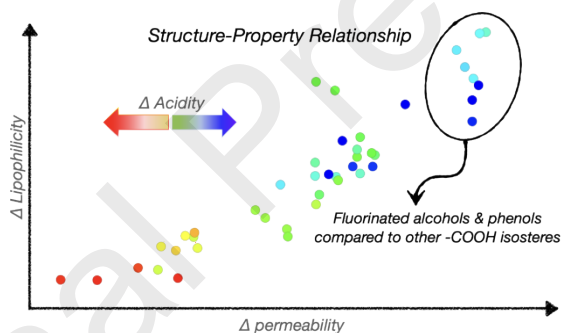 Structure-Property Relationship
Δ Acidity
Δ Lipophilicity
Fluorinated alcohols & phenols
compared to other -COOH isosteres
Δ permeability